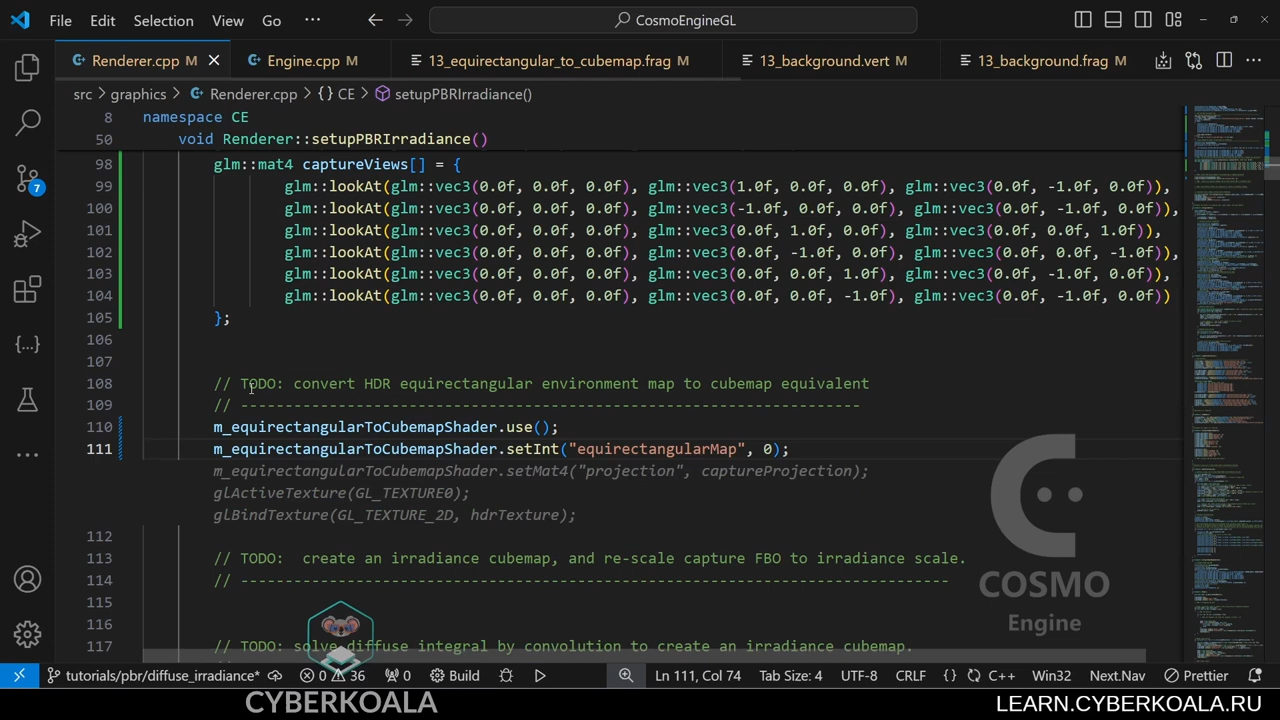 File Edit Selection View Go ··· CosmoEngineGL
Renderer.cpp M Engine.cpp M 13_equirectangular_to_cubemap.frag M 13_background.vert M 13_background.frag M
src > graphics > Renderer.cpp > {} CE > setupPBRIrradiance()
8 namespace CE
50 void Renderer::setupPBRIrradiance()
98 glm::mat4 captureViews[] = {
99 glm::lookAt(glm::vec3(0.0f, 0.0f, 0.0f), glm::vec3(1.0f, 0.0f, 0.0f), glm::vec3(0.0f, -1.0f, 0.0f)),
100 glm::lookAt(glm::vec3(0.0f, 0.0f, 0.0f), glm::vec3(-1.0f, 0.0f, 0.0f), glm::vec3(0.0f, -1.0f, 0.0f)),
101 glm::lookAt(glm::vec3(0.0f, 0.0f, 0.0f), glm::vec3(0.0f, 1.0f, 0.0f), glm::vec3(0.0f, 0.0f, 1.0f)),
102 glm::lookAt(glm::vec3(0.0f, 0.0f, 0.0f), glm::vec3(0.0f, -1.0f, 0.0f), glm::vec3(0.0f, 0.0f, -1.0f)),
103 glm::lookAt(glm::vec3(0.0f, 0.0f, 0.0f), glm::vec3(0.0f, 0.0f, 1.0f), glm::vec3(0.0f, -1.0f, 0.0f)),
104 glm::lookAt(glm::vec3(0.0f, 0.0f, 0.0f), glm::vec3(0.0f, 0.0f, -1.0f), glm::vec3(0.0f, -1.0f, 0.0f))
105 };
106
107
108 // TODO: convert HDR equirectangular environment map to cubemap equivalent
109 // ----------------------------------------------------------------------
110 m_equirectangularToCubemapShader.use();
111 m_equirectangularToCubemapShader.setInt("equirectangularMap", 0);
m_equirectangularToCubemapShader.setMat4("projection", captureProjection);
glActiveTexture(GL_TEXTURE0);
glBindTexture(GL_TEXTURE_2D, hdrTexture);
112
113 // TODO: create an irradiance cubemap, and re-scale capture FBO to irradiance scale.
114 // --------------------------------------------------------------------------------
115
116
117 // TODO: solve diffuse integral by convolution to create an irradiance cubemap.
COSMO
Engine
7
0 36 0 Build Ln 111, Col 74 Tab Size: 4 UTF-8 CRLF {} C++ Win32 Next.Nav Prettier
CYBERKOALA
LEARN.CYBERKOALA.RU